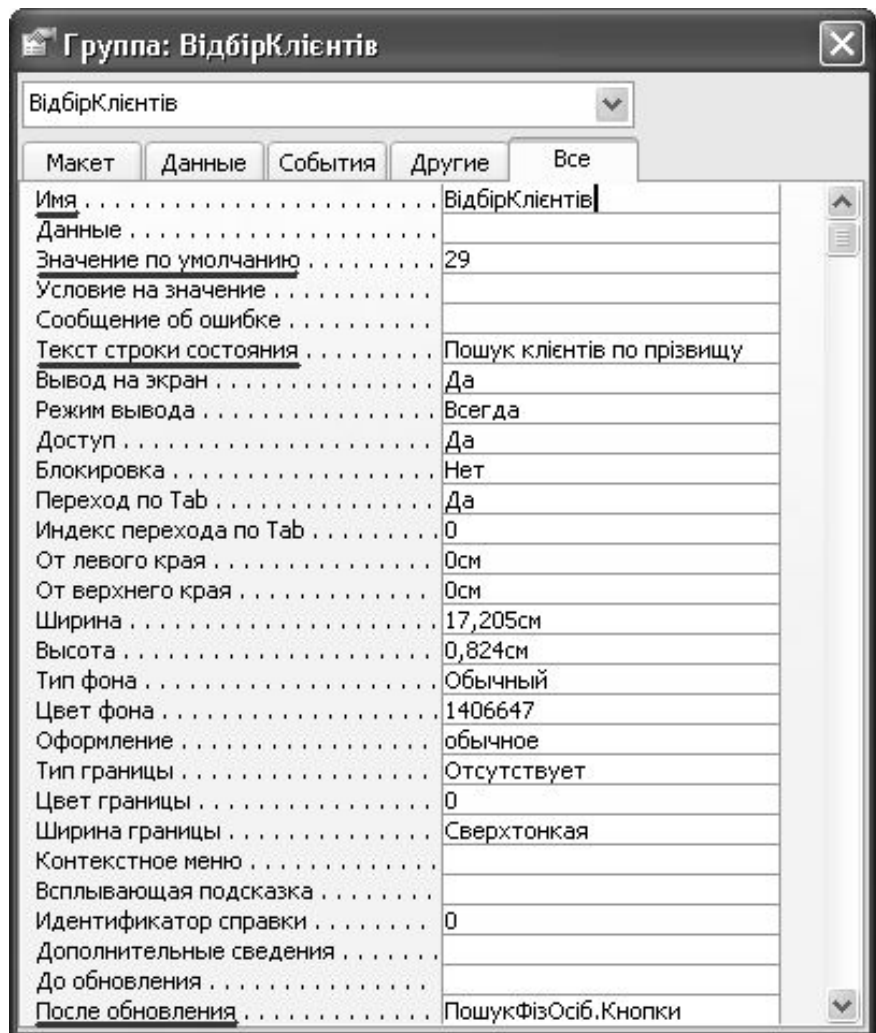 Группа: ВідбірКлієнтів
ВідбірКлієнтів
Макет Данные События Другие Все
Имя . . . . . . . . . . . . . . . . . . . . . . . . ВідбірКлієнтів
Данные . . . . . . . . . . . . . . . . . . . . .
Значение по умолчанию . . . . . . . . . 29
Условие на значение . . . . . . . . . . .
Сообщение об ошибке . . . . . . . . . .
Текст строки состояния . . . . . . . . . Пошук клієнтів по прізвищу
Вывод на экран . . . . . . . . . . . . . . . Да
Режим вывода . . . . . . . . . . . . . . . . Всегда
Доступ . . . . . . . . . . . . . . . . . . . . . Да
Блокировка . . . . . . . . . . . . . . . . . . Нет
Переход по Tab . . . . . . . . . . . . . . . Да
Индекс перехода по Tab . . . . . . . . . 0
От левого края . . . . . . . . . . . . . . . 0см
От верхнего края . . . . . . . . . . . . . 0см
Ширина . . . . . . . . . . . . . . . . . . . . . 17,205см
Высота . . . . . . . . . . . . . . . . . . . . . 0,824см
Тип фона . . . . . . . . . . . . . . . . . . . Обычный
Цвет фона . . . . . . . . . . . . . . . . . . 1406647
Оформление . . . . . . . . . . . . . . . . . обычное
Тип границы . . . . . . . . . . . . . . . . . Отсутствует
Цвет границы . . . . . . . . . . . . . . . . 0
Ширина границы . . . . . . . . . . . . . . Сверхтонкая
Контекстное меню . . . . . . . . . . . . .
Всплывающая подсказка . . . . . . . .
Идентификатор справки . . . . . . . . 0
Дополнительные сведения . . . . . . .
До обновления . . . . . . . . . . . . . . .
После обновления . . . . . . . . . . . . . ПошукФізОсіб.Кнопки